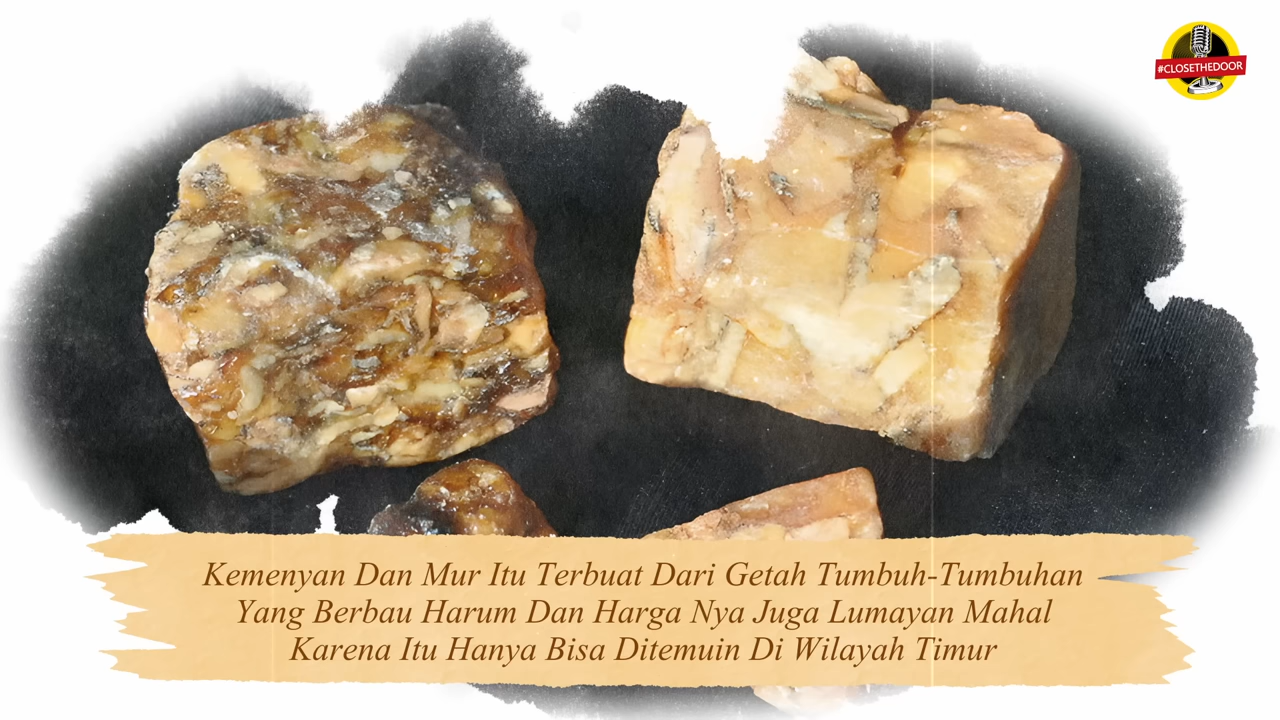 #CLOSETHEDOOR
Kemenyan Dan Mur Itu Terbuat Dari Getah Tumbuh-Tumbuhan
Yang Berbau Harum Dan Harga Nya Juga Lumayan Mahal
Karena Itu Hanya Bisa Ditemuin Di Wilayah Timur